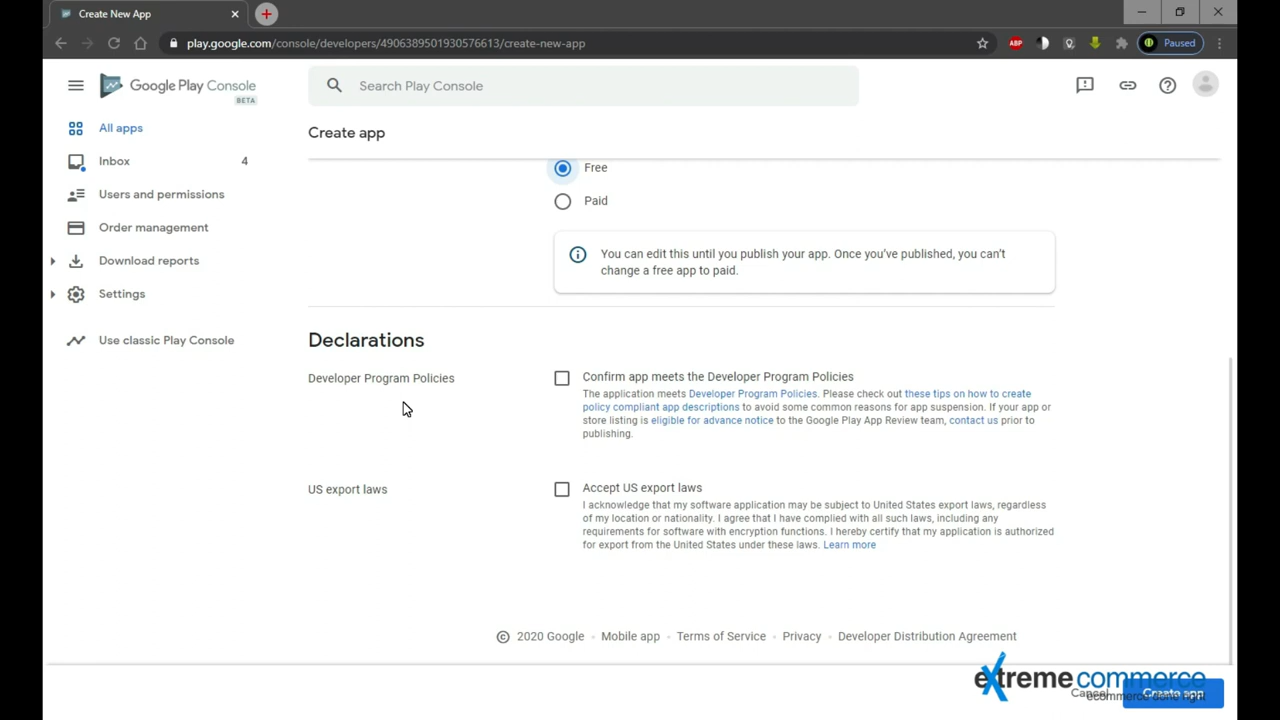 Create New App
play.google.com/console/developers/4906389501930576613/create-new-app
ABP
Paused
Google Play Console
BETA
Search Play Console
All apps
Inbox 4
Users and permissions
Order management
Download reports
Settings
Use classic Play Console
Create app
Free
Paid
You can edit this until you publish your app. Once you've published, you can't
change a free app to paid.
Declarations
Developer Program Policies
Confirm app meets the Developer Program Policies
The application meets Developer Program Policies. Please check out these tips on how to create
policy compliant app descriptions to avoid some common reasons for app suspension. If your app or
store listing is eligible for advance notice to the Google Play App Review team, contact us prior to
publishing.
US export laws
Accept US export laws
I acknowledge that my software application may be subject to United States export laws, regardless
of my location or nationality. I agree that I have complied with all such laws, including any
requirements for software with encryption functions. I hereby certify that my application is authorized
for export from the United States under these laws. Learn more
© 2020 Google • Mobile app • Terms of Service • Privacy • Developer Distribution Agreement
extreme commerce
ecommerce done right
Cancel
Create app